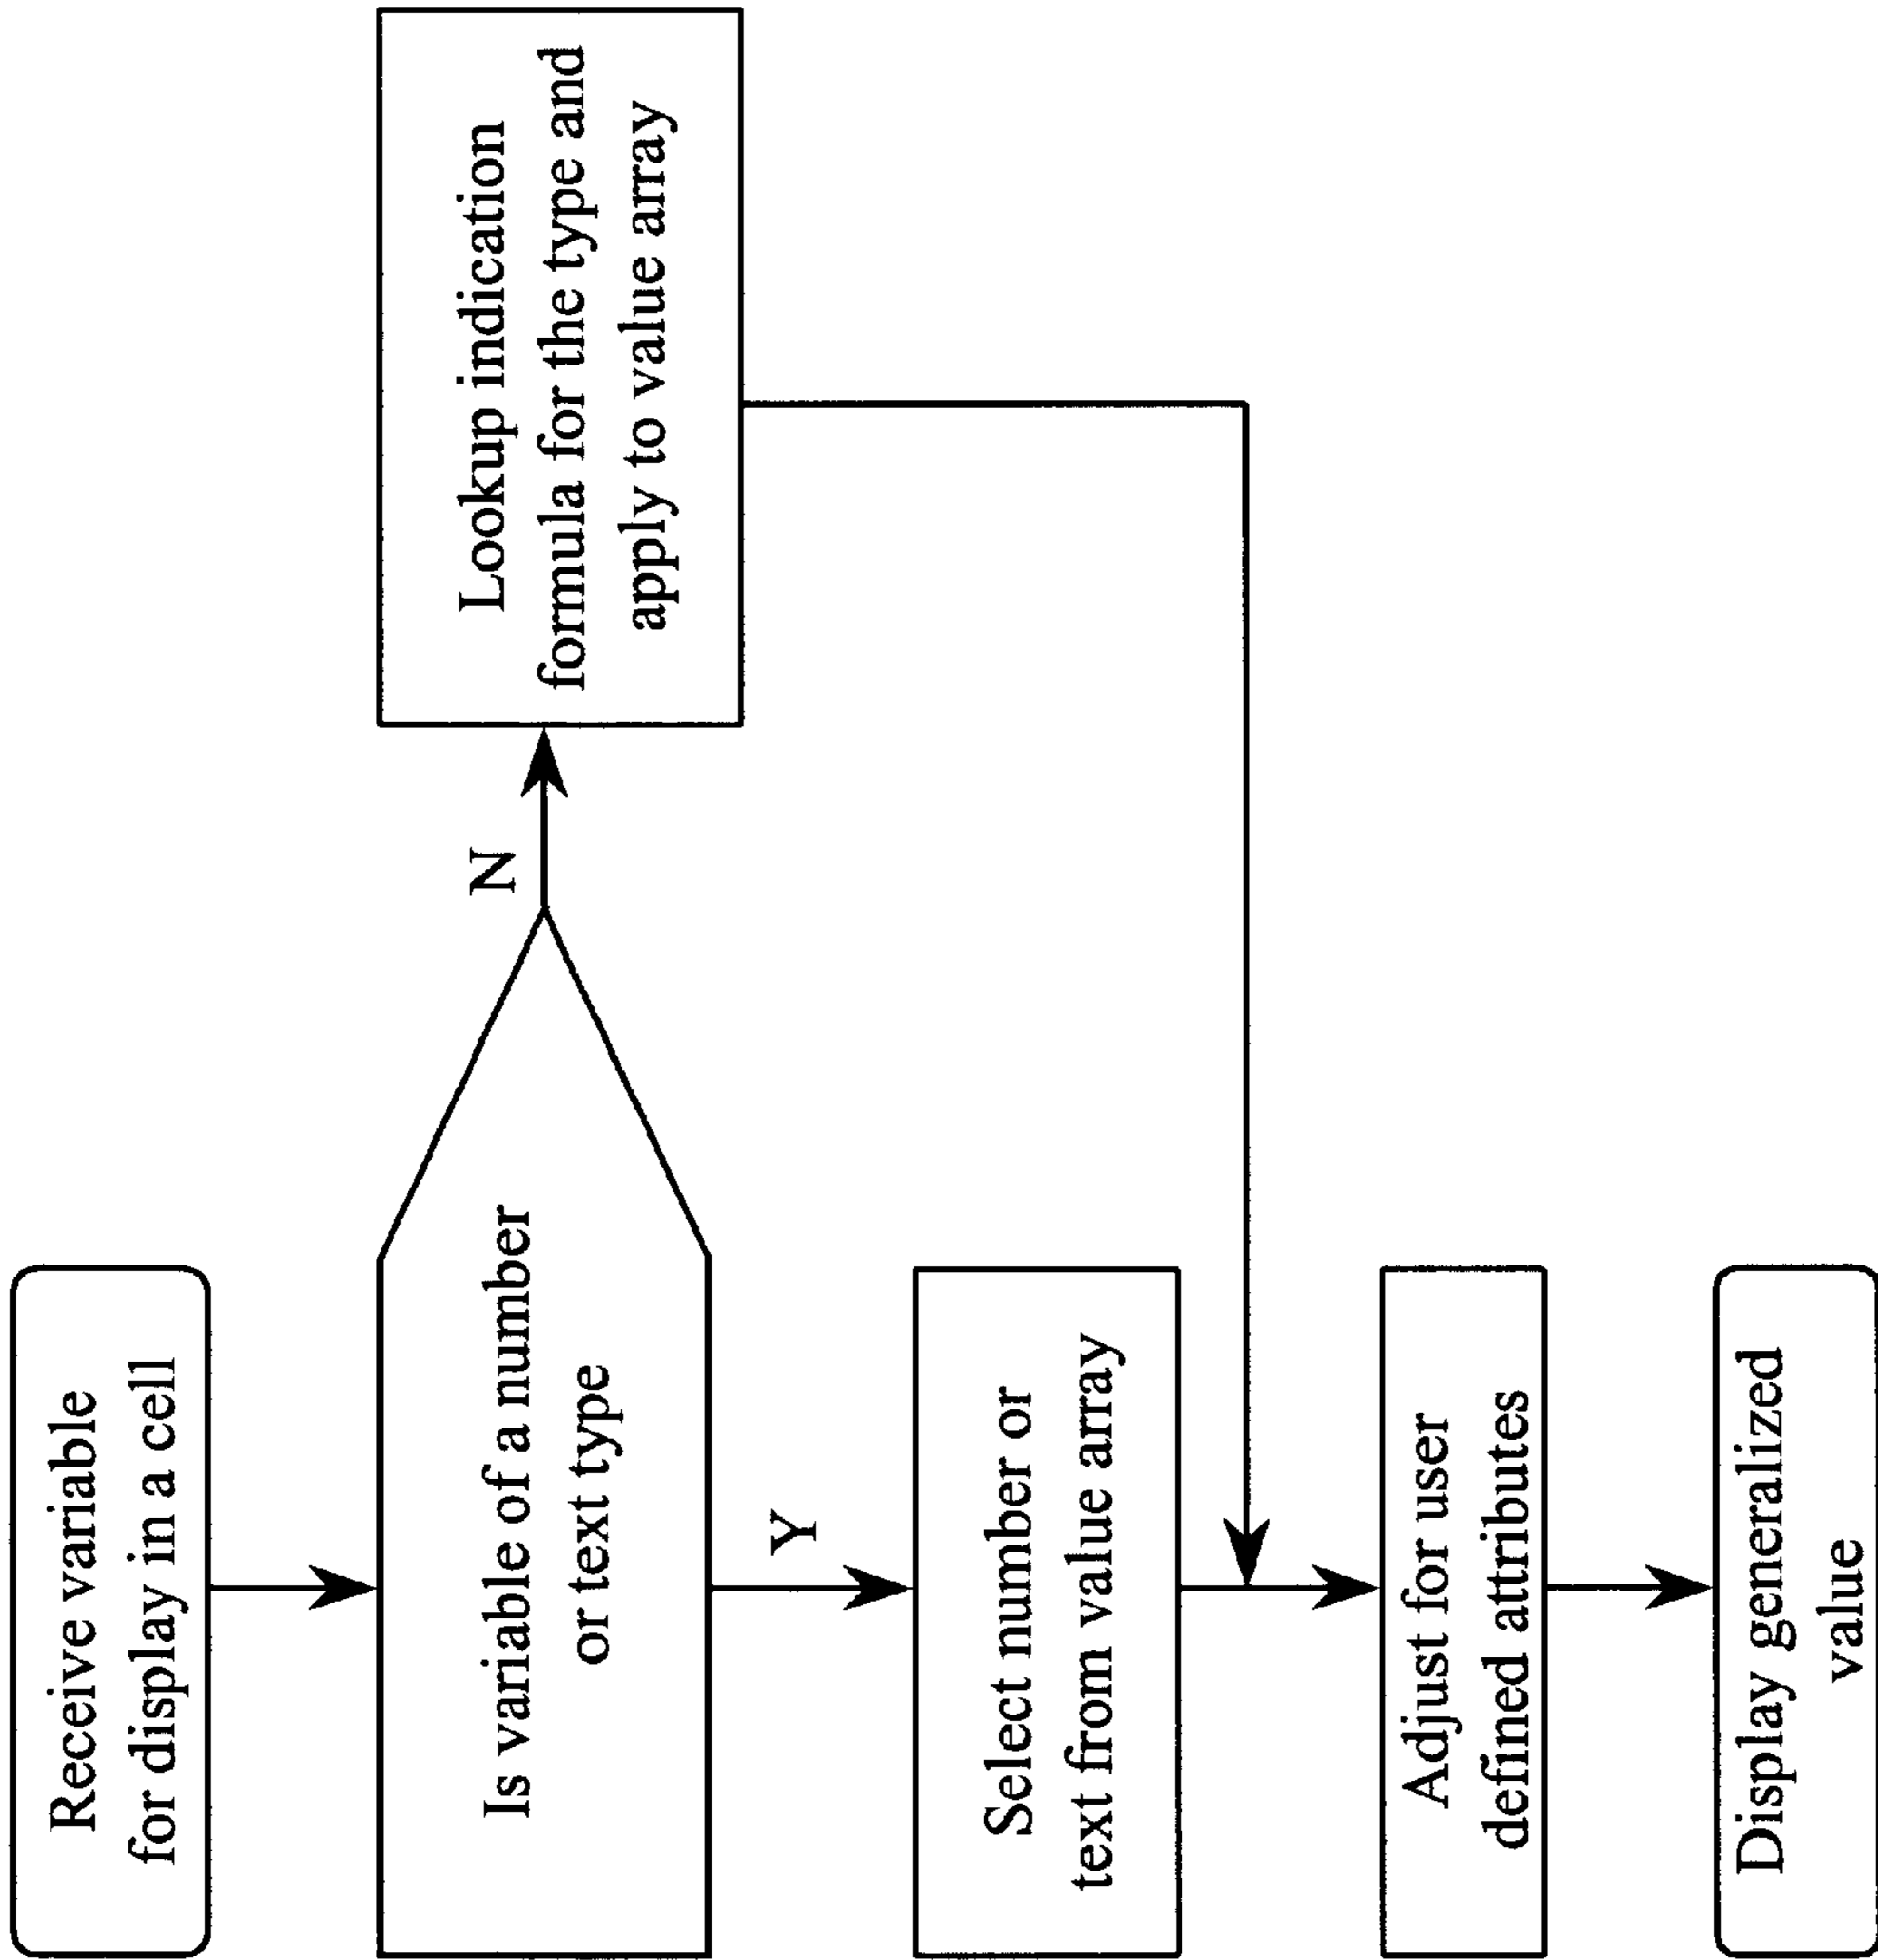 Receive variable
for display in a cell
Is variable of a number
or text type
N
Lookup indication
formula for the type and
apply to value array
Y
Select number or
text from value array
Adjust for user
defined attributes
Display generalized
value